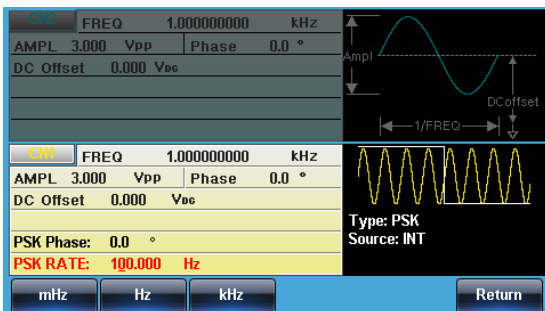 CH2 FREQ 1.000000000 kHz
AMPL 3.000 Vpp Phase 0.0 °
DC Offset 0.000 VDC
Ampl
DCoffset
1/FREQ
CH1 FREQ 1.000000000 kHz
AMPL 3.000 Vpp Phase 0.0 °
DC Offset 0.000 VDC
PSK Phase: 0.0 °
PSK RATE: 100.000 Hz
Type: PSK
Source: INT
mHz Hz kHz Return